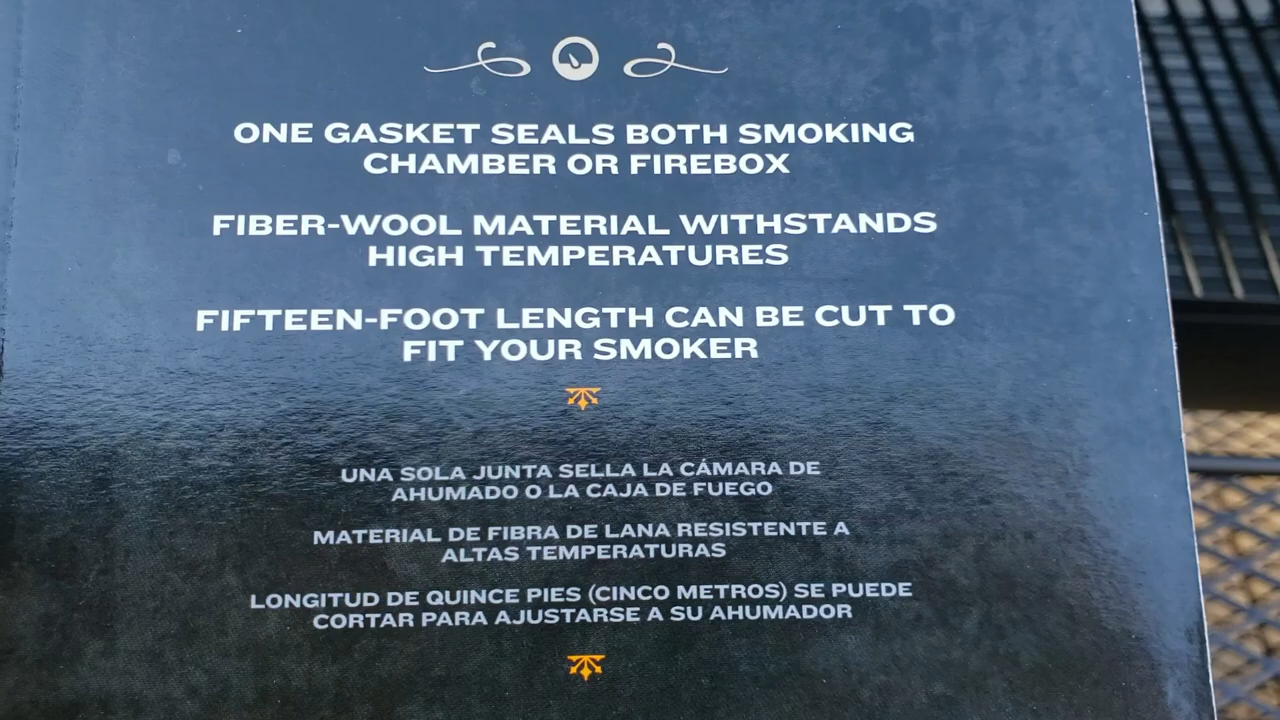 ONE GASKET SEALS BOTH SMOKING
CHAMBER OR FIREBOX
FIBER-WOOL MATERIAL WITHSTANDS
HIGH TEMPERATURES
FIFTEEN-FOOT LENGTH CAN BE CUT TO
FIT YOUR SMOKER
UNA SOLA JUNTA SELLA LA CÁMARA DE
AHUMADO O LA CAJA DE FUEGO
MATERIAL DE FIBRA DE LANA RESISTENTE A
ALTAS TEMPERATURAS
LONGITUD DE QUINCE PIES (CINCO METROS) SE PUEDE
CORTAR PARA AJUSTARSE A SU AHUMADOR